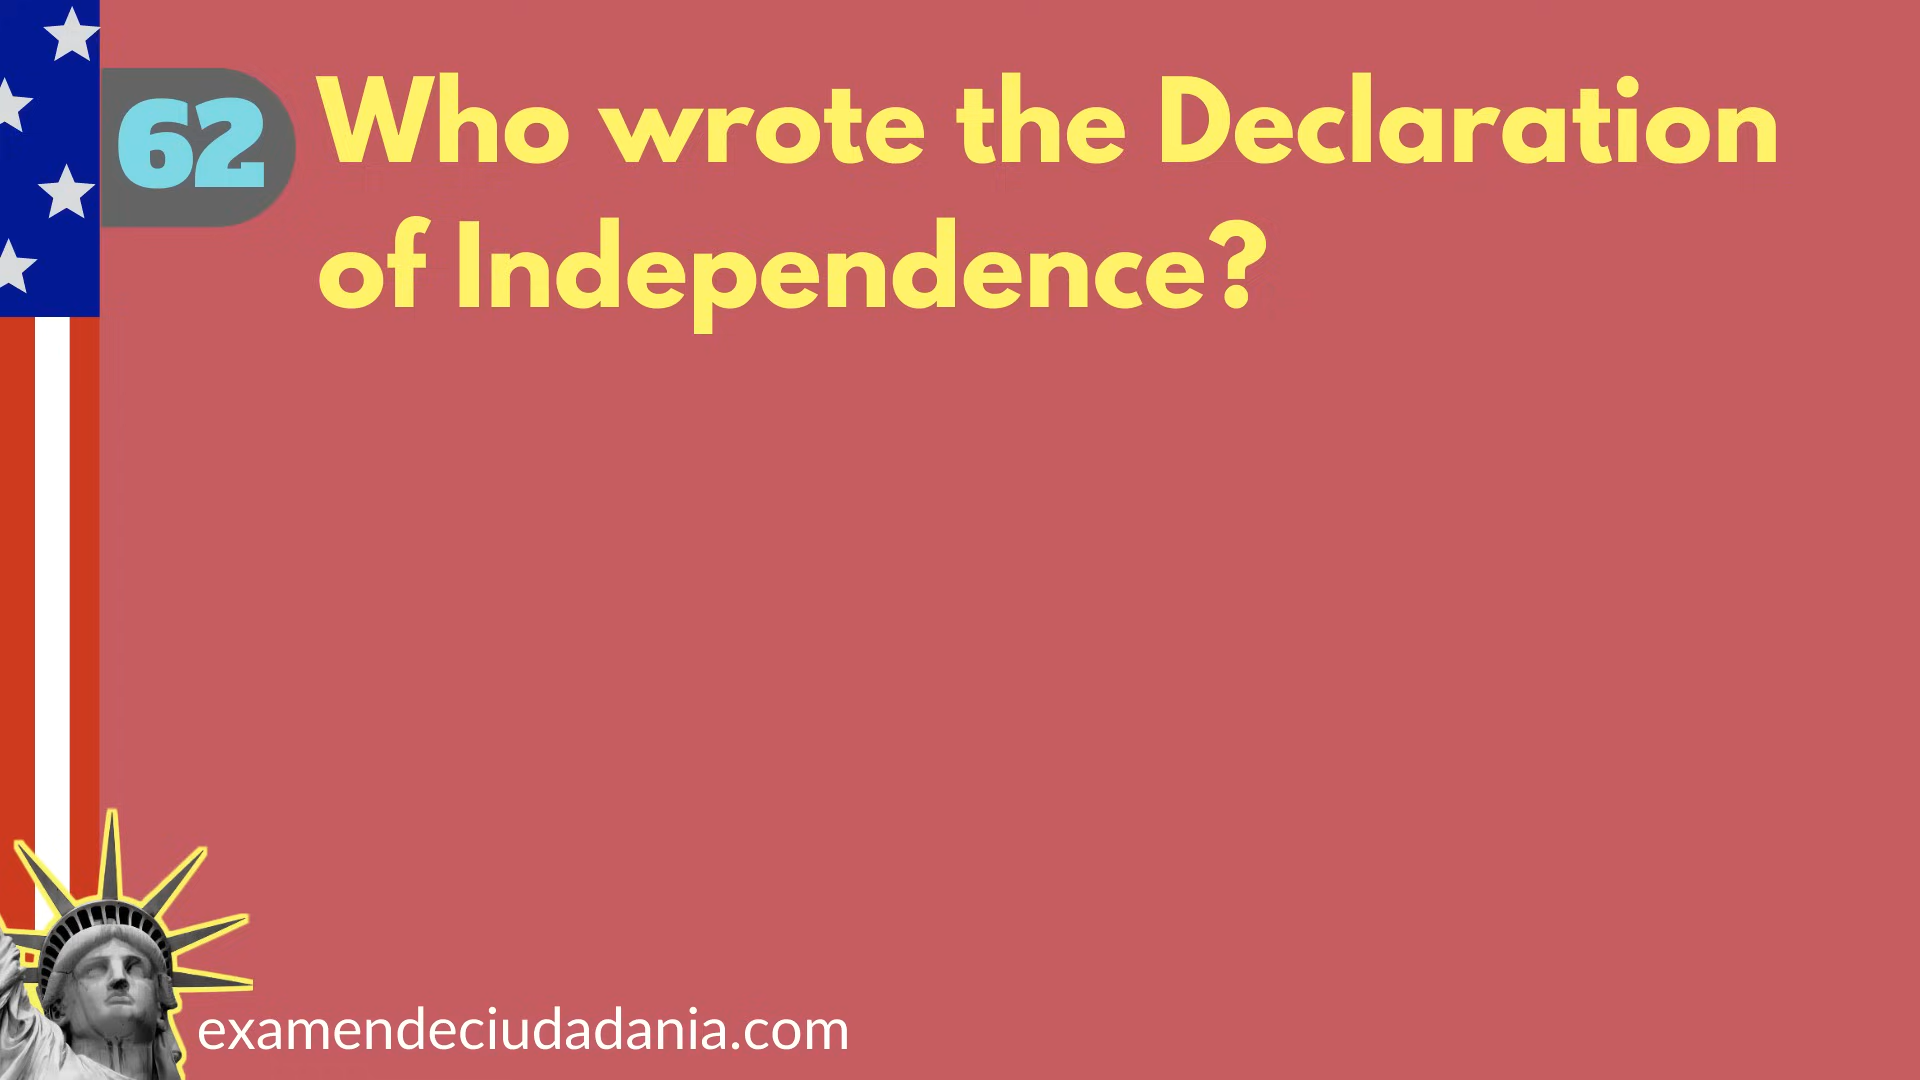 62
Who wrote the Declaration
of Independence?
examendeciudadania.com